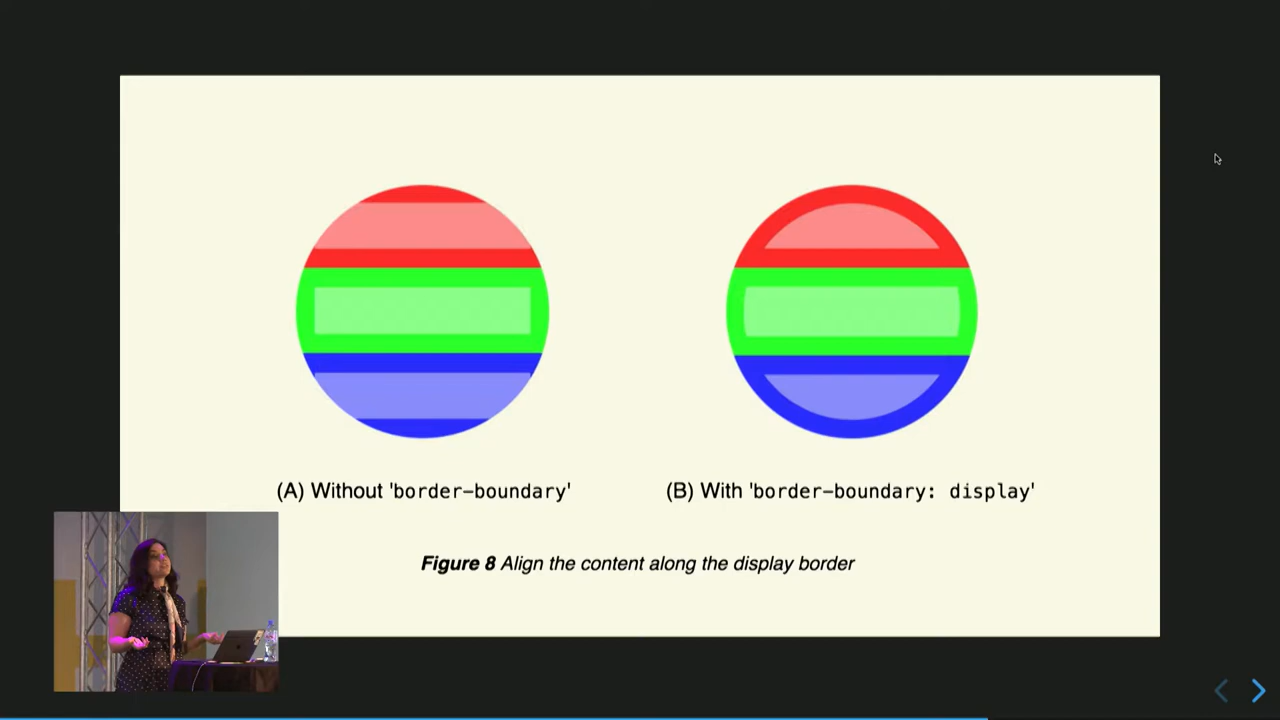 (A) Without 'border-boundary'
(B) With 'border-boundary: display'
Figure 8 Align the content along the display border